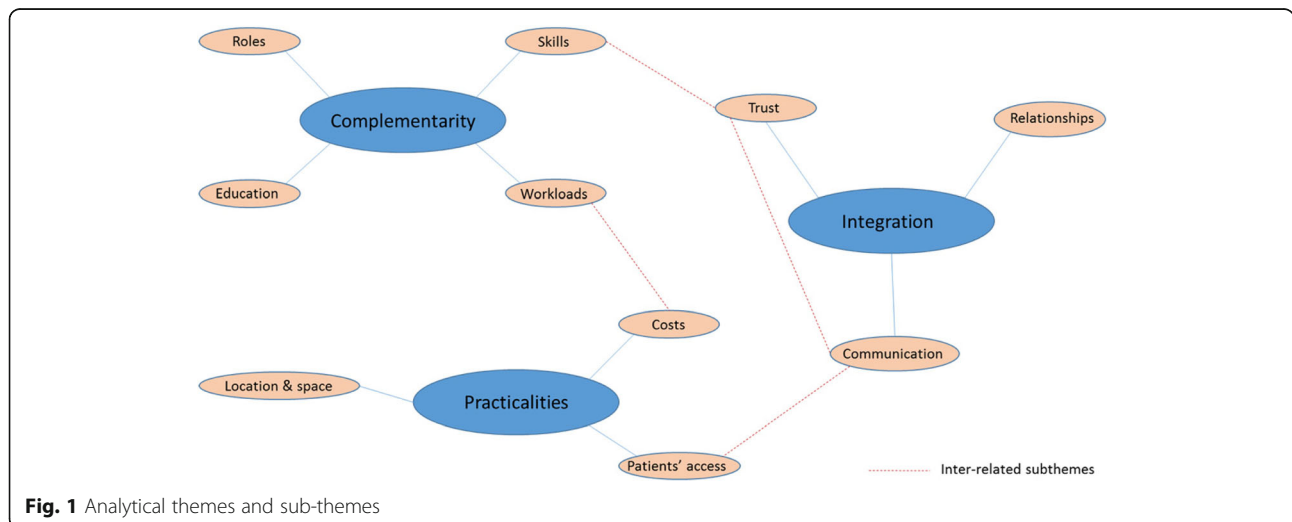 Roles
Skills
Complementarity
Trust
Relationships
Education
Workloads
Integration
Costs
Communication
Location & space
Practicalities
Patients' access
Inter-related subthemes
Fig. 1 Analytical themes and sub-themes